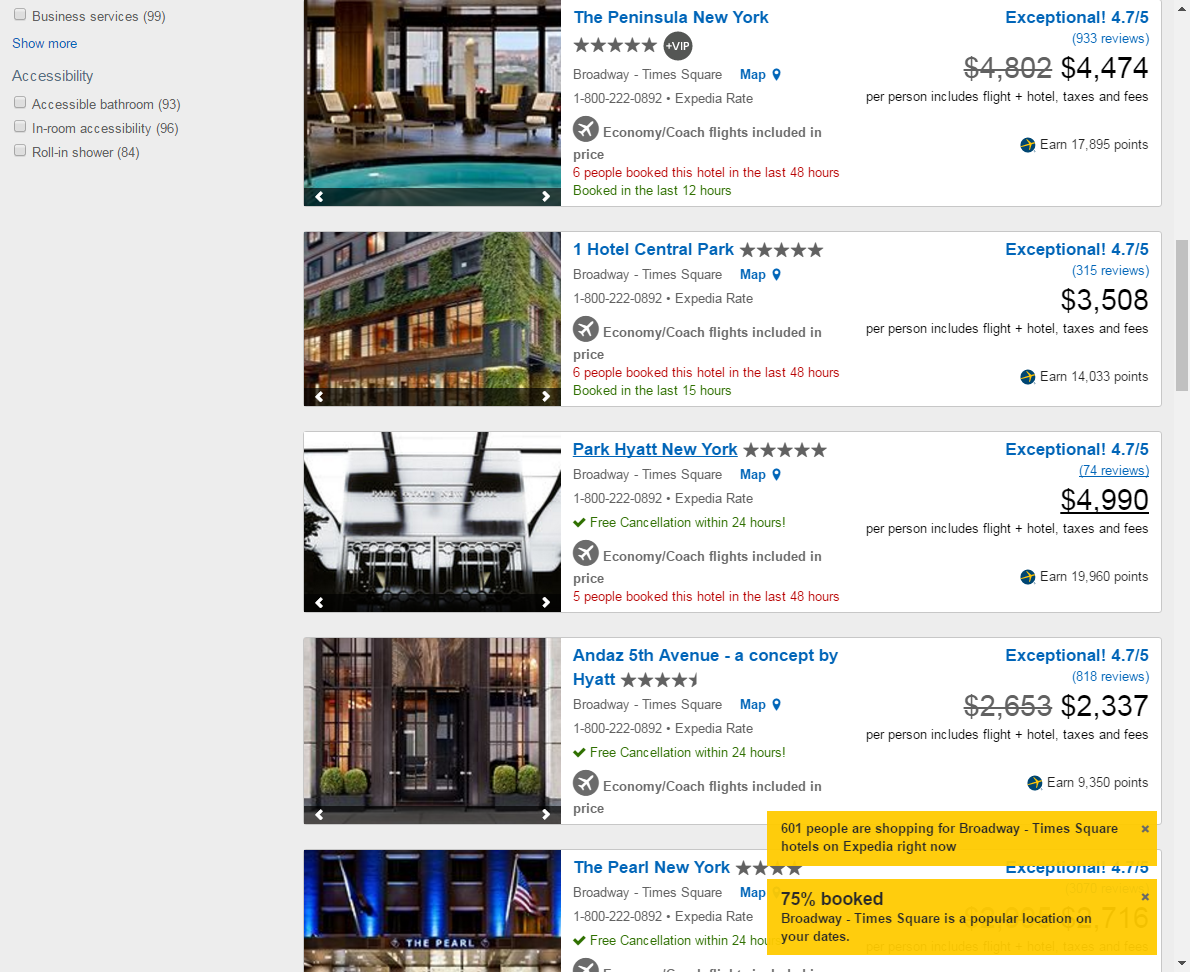 Business services (99)
Show more
Accessibility
Accessible bathroom (93)
In-room accessibility (96)
Roll-in shower (84)
The Peninsula New York
+VIP
Broadway - Times Square Map
1-800-222-0892 • Expedia Rate
Economy/Coach flights included in
price
6 people booked this hotel in the last 48 hours
Booked in the last 12 hours
Exceptional! 4.7/5
(933 reviews)
$4,802 $4,474
per person includes flight + hotel, taxes and fees
Earn 17,895 points
1 Hotel Central Park
Broadway - Times Square Map
1-800-222-0892 • Expedia Rate
Economy/Coach flights included in
price
6 people booked this hotel in the last 48 hours
Booked in the last 15 hours
Exceptional! 4.7/5
(315 reviews)
$3,508
per person includes flight + hotel, taxes and fees
Earn 14,033 points
PARK HYATT NEW YORK
Park Hyatt New York
Broadway - Times Square Map
1-800-222-0892 • Expedia Rate
Free Cancellation within 24 hours!
Economy/Coach flights included in
price
5 people booked this hotel in the last 48 hours
Exceptional! 4.7/5
(74 reviews)
$4,990
per person includes flight + hotel, taxes and fees
Earn 19,960 points
Andaz 5th Avenue - a concept by
Hyatt
Broadway - Times Square Map
1-800-222-0892 • Expedia Rate
Free Cancellation within 24 hours!
Economy/Coach flights included in
price
Exceptional! 4.7/5
(818 reviews)
$2,653 $2,337
per person includes flight + hotel, taxes and fees
Earn 9,350 points
601 people are shopping for Broadway - Times Square
hotels on Expedia right now
THE PEARL
The Pearl New York
Broadway - Times Square Map
1-800-222-0892 • Expedia Rate
Free Cancellation within 24 hou
Exceptional! 4.7/5
$2,716
per person includes flight + hotel, taxes and fees
75% booked
Broadway - Times Square is a popular location on
your dates.